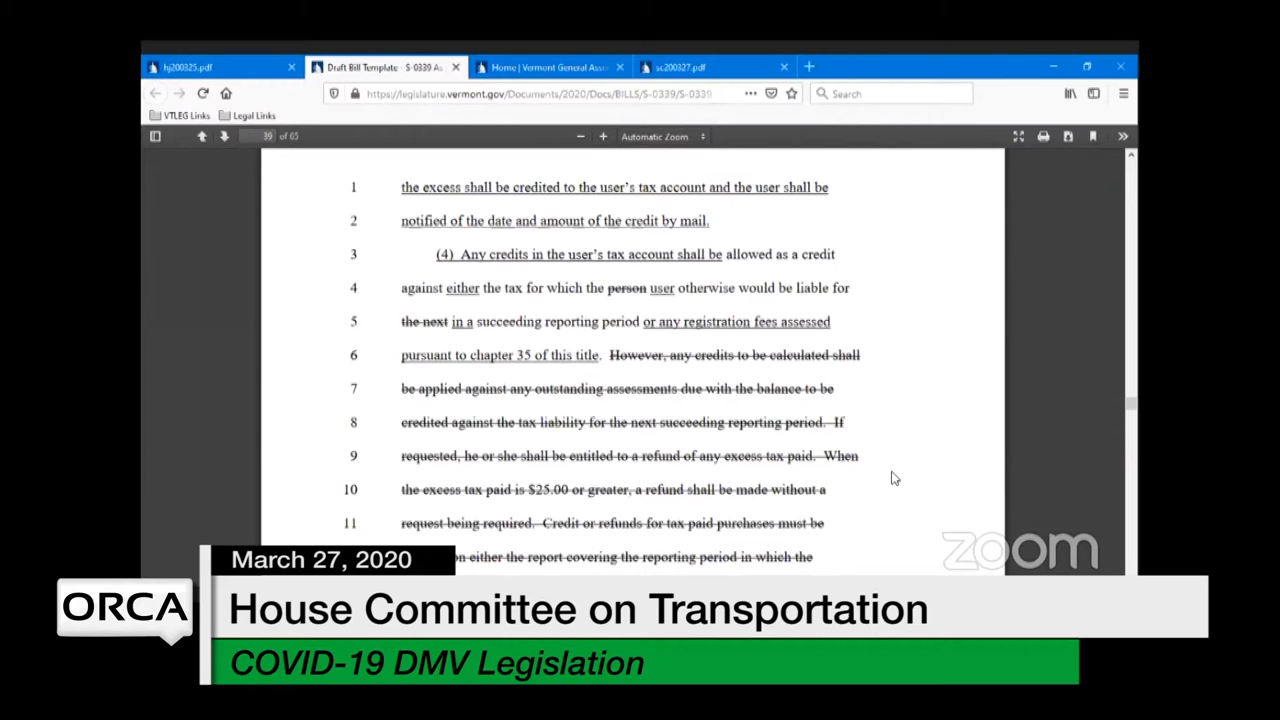 hj200325.pdf
Draft Bill Template - S-0339 As
Home | Vermont General Asse
sc200327.pdf
https://legislature.vermont.gov/Documents/2020/Docs/BILLS/S-0339/S-0339
Search
VTLEG Links
Legal Links
39 of 65
Automatic Zoom
1 the excess shall be credited to the user's tax account and the user shall be
2 notified of the date and amount of the credit by mail.
3 (4) Any credits in the user's tax account shall be allowed as a credit
4 against either the tax for which the person user otherwise would be liable for
5 the next in a succeeding reporting period or any registration fees assessed
6 pursuant to chapter 35 of this title. However, any credits to be calculated shall
7 be applied against any outstanding assessments due with the balance to be
8 credited against the tax liability for the next succeeding reporting period. If
9 requested, he or she shall be entitled to a refund of any excess tax paid. When
10 the excess tax paid is $25.00 or greater, a refund shall be made without a
11 request being required. Credit or refunds for tax paid purchases must be
either the report covering the reporting period in which the
zoom
March 27, 2020
ORCA
House Committee on Transportation
COVID-19 DMV Legislation